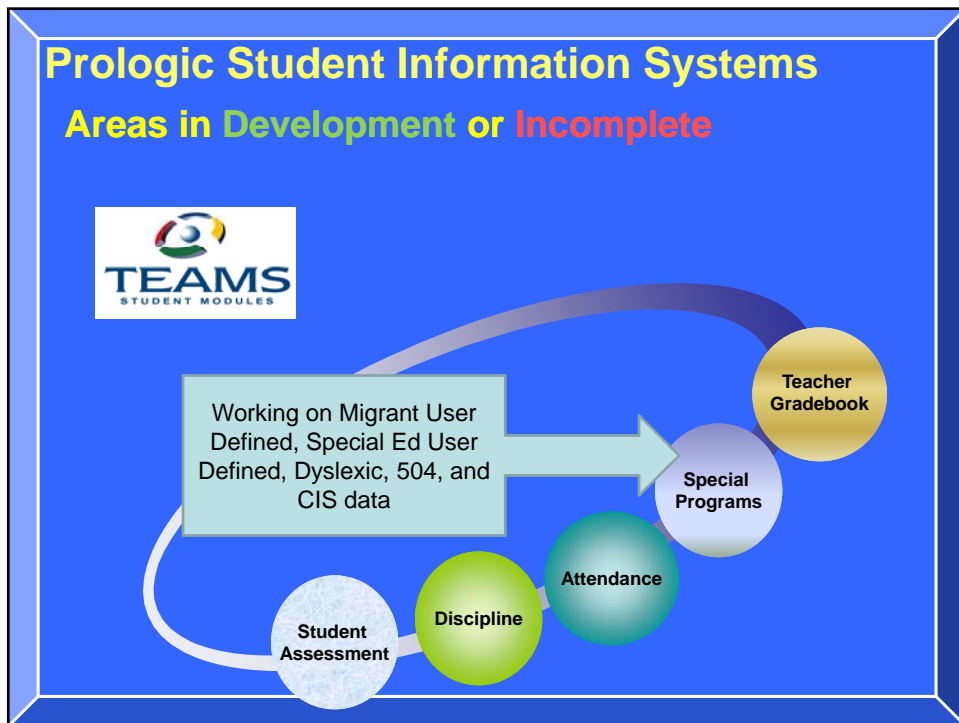 Prologic Student Information Systems
Areas in Development or Incomplete
TEAMS
STUDENT MODULES
Working on Migrant User
Defined, Special Ed User
Defined, Dyslexic, 504, and
CIS data
Teacher
Gradebook
Special
Programs
Attendance
Discipline
Student
Assessment